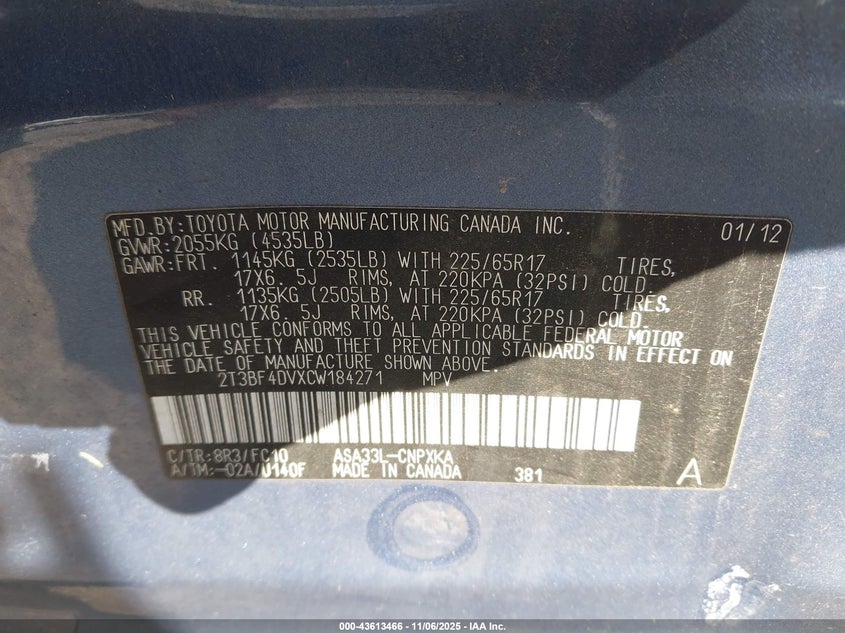 MFD.BY:TOYOTA MOTOR MANUFACTURING CANADA INC. 01/12
GVWR:2055KG (4535LB)
GAWR:FRT. 1145KG (2535LB) WITH 225/65R17 TIRES,
17X6.5J RIMS, AT 220KPA (32PSI) COLD.
RR. 1135KG (2505LB) WITH 225/65R17 TIRES,
17X6.5J RIMS, AT 220KPA (32PSI) COLD.
THIS VEHICLE CONFORMS TO ALL APPLICABLE FEDERAL MOTOR
VEHICLE SAFETY AND THEFT PREVENTION STANDARDS IN EFFECT ON
THE DATE OF MANUFACTURE SHOWN ABOVE.
2T3BF4DVXCW184271 MPV
C/TR:8R3/FC10 ASA33L-CNPXKA
A/TM:-02A/U140F MADE IN CANADA 381 A
000-43613466 - 11/06/2025 - IAA Inc.